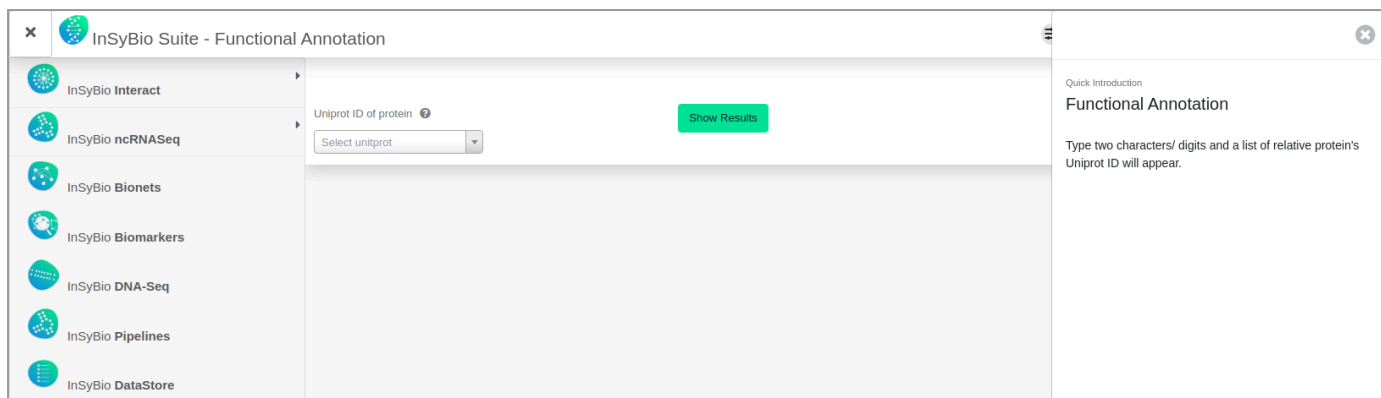 InSyBio Suite - Functional Annotation
InSyBio Interact
InSyBio ncRNASeq
InSyBio Bionets
InSyBio Biomarkers
InSyBio DNA-Seq
InSyBio Pipelines
InSyBio DataStore
Uniprot ID of protein
Select unitprot
Show Results
Quick Introduction
Functional Annotation
Type two characters/ digits and a list of relative protein's
Uniprot ID will appear.